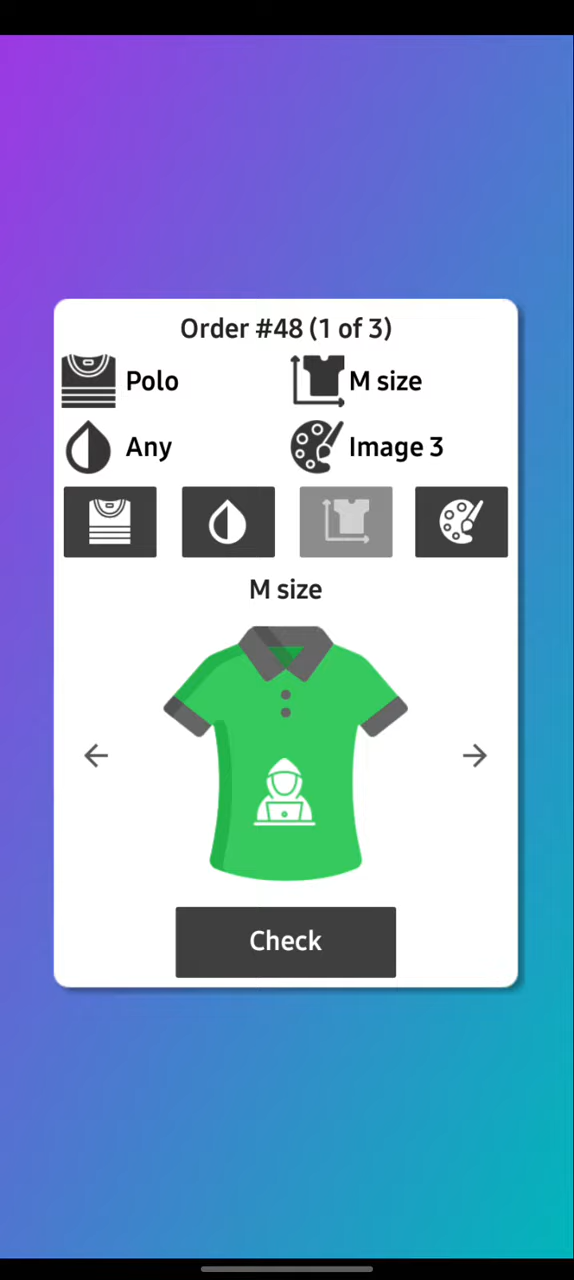 Order #48 (1 of 3)
Polo
M size
Any
Image 3
M size
Check